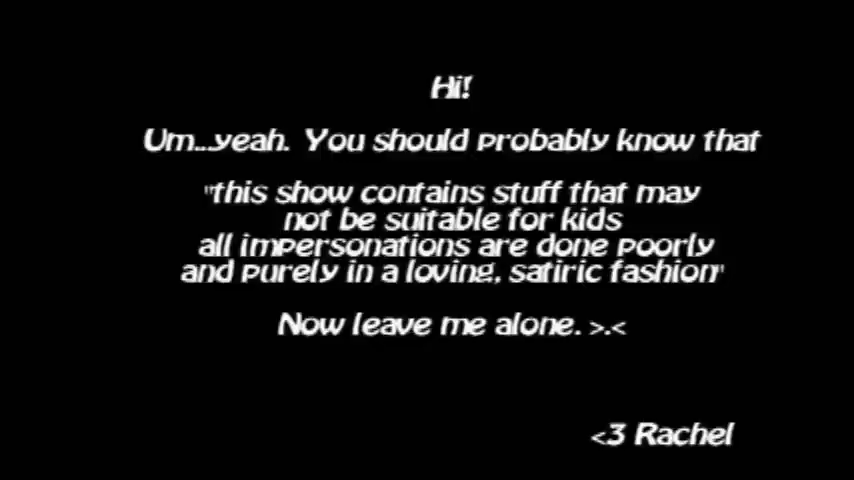 Hi!
Um...yeah. You should probably know that
"this show contains stuff that may
not be suitable for kids
all impersonations are done poorly
and purely in a loving, satiric fashion"
Now leave me alone. >.<
<3 Rachel